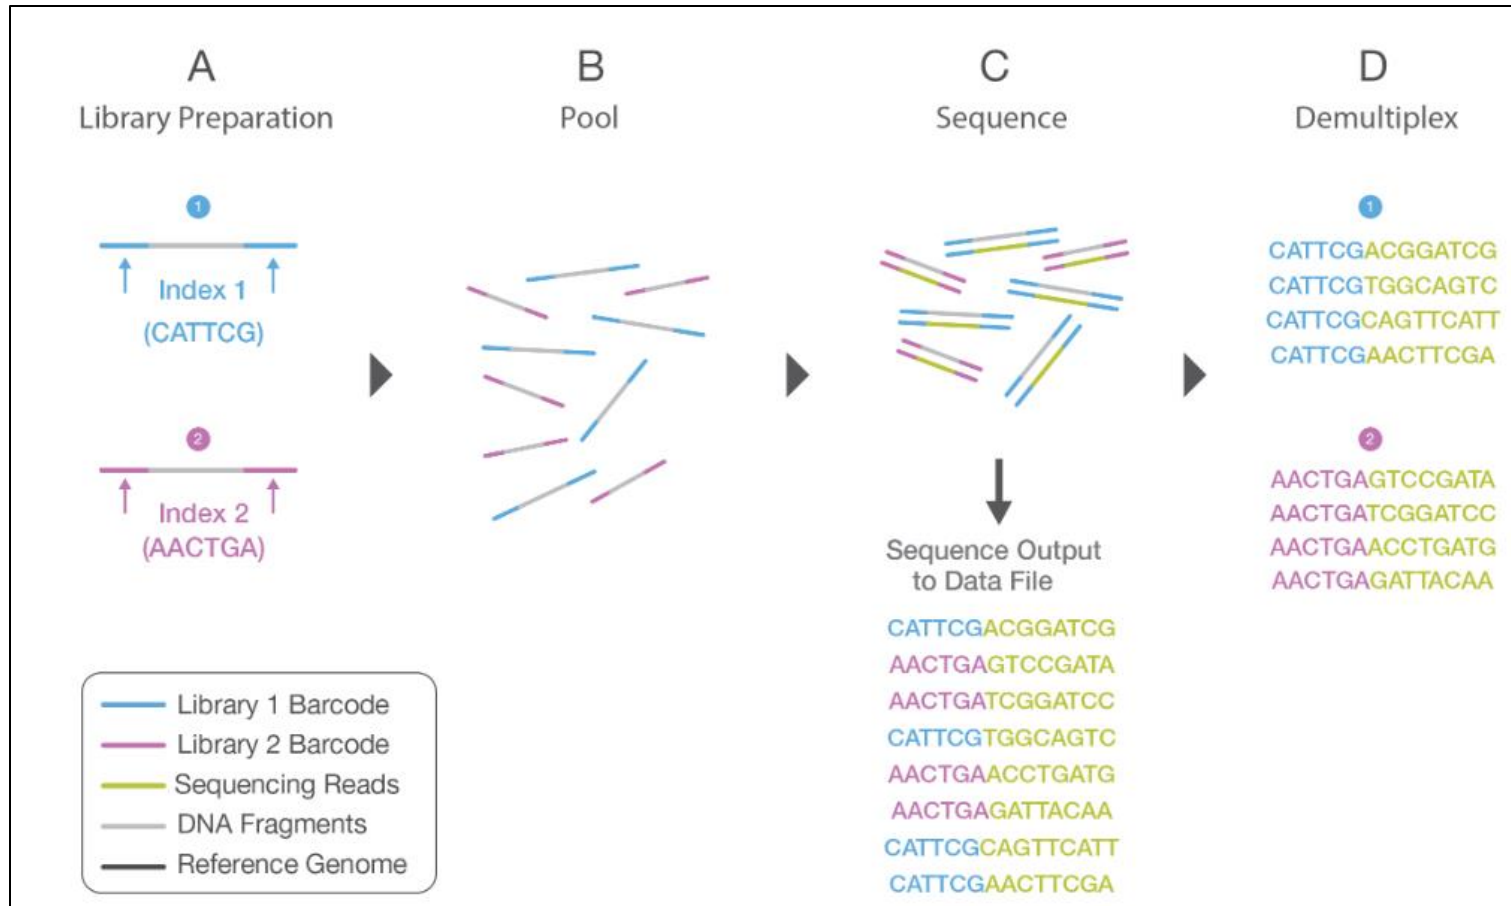 A
Library Preparation
1
Index 1
(CATTCG)
2
Index 2
(AACTGA)
Library 1 Barcode
Library 2 Barcode
Sequencing Reads
DNA Fragments
Reference Genome
B
Pool
C
Sequence
Sequence Output
to Data File
CATTCGACGGATCG
AACTGAGTCCGATA
AACTGATCGGATCC
CATTCGTGGCAGTC
AACTGAACCTGATG
AACTGAGATTACAA
CATTCGCAGTTCATT
CATTCGAACTTCGA
D
Demultiplex
1
CATTCGACGGATCG
CATTCGTGGCAGTC
CATTCGCAGTTCATT
CATTCGAACTTCGA
2
AACTGAGTCCGATA
AACTGATCGGATCC
AACTGAACCTGATG
AACTGAGATTACAA